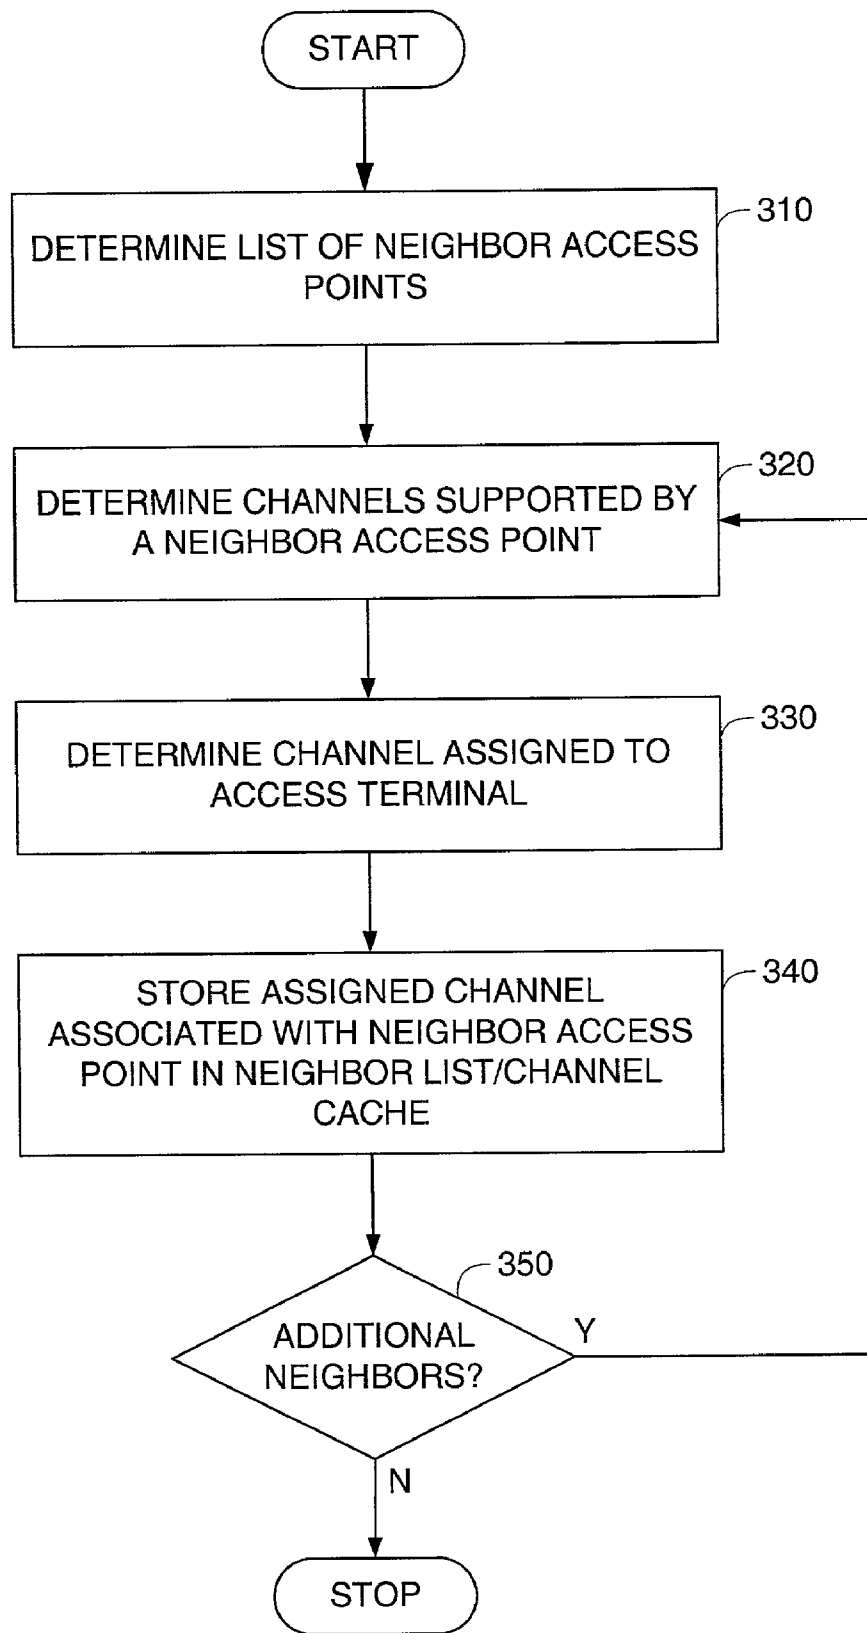 START
310
DETERMINE LIST OF NEIGHBOR ACCESS
POINTS
320
DETERMINE CHANNELS SUPPORTED BY
A NEIGHBOR ACCESS POINT
330
DETERMINE CHANNEL ASSIGNED TO
ACCESS TERMINAL
340
STORE ASSIGNED CHANNEL
ASSOCIATED WITH NEIGHBOR ACCESS
POINT IN NEIGHBOR LIST/CHANNEL
CACHE
350
ADDITIONAL
NEIGHBORS?
Y
N
STOP